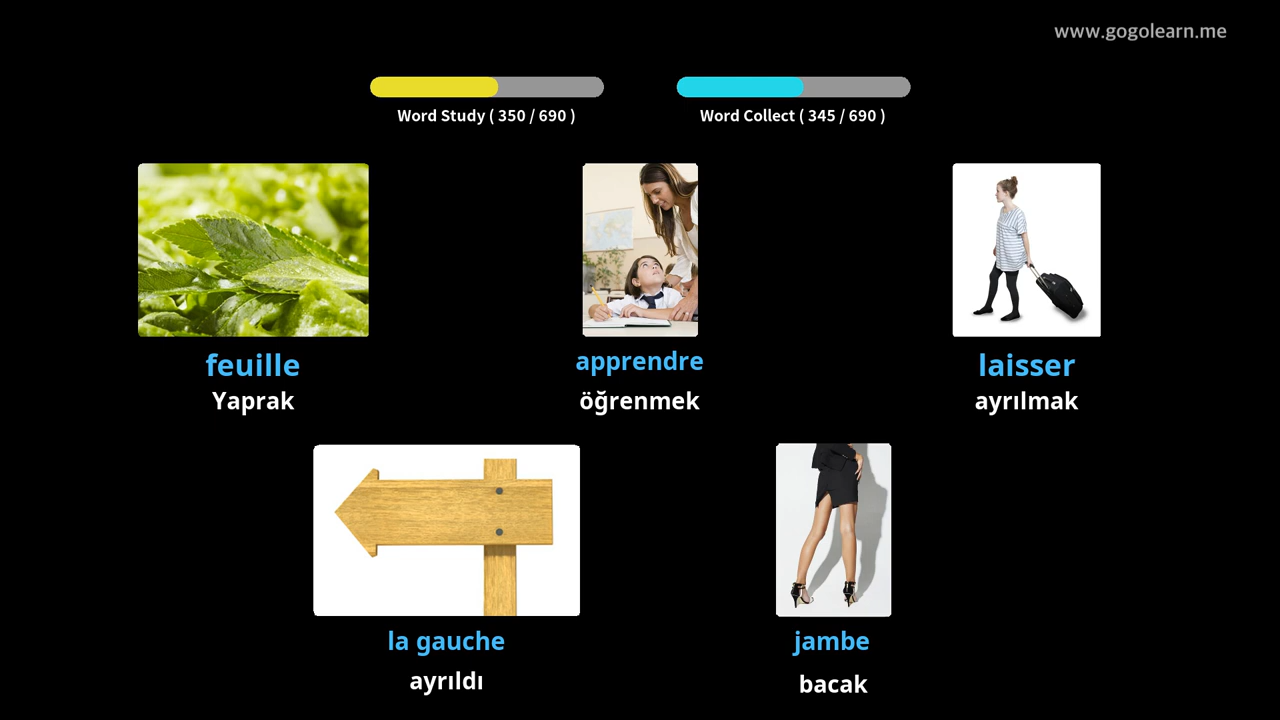 www.gogolearn.me
Word Study ( 350 / 690 )
Word Collect ( 345 / 690 )
feuille
Yaprak
apprendre
öğrenmek
laisser
ayrılmak
la gauche
ayrıldı
jambe
bacak